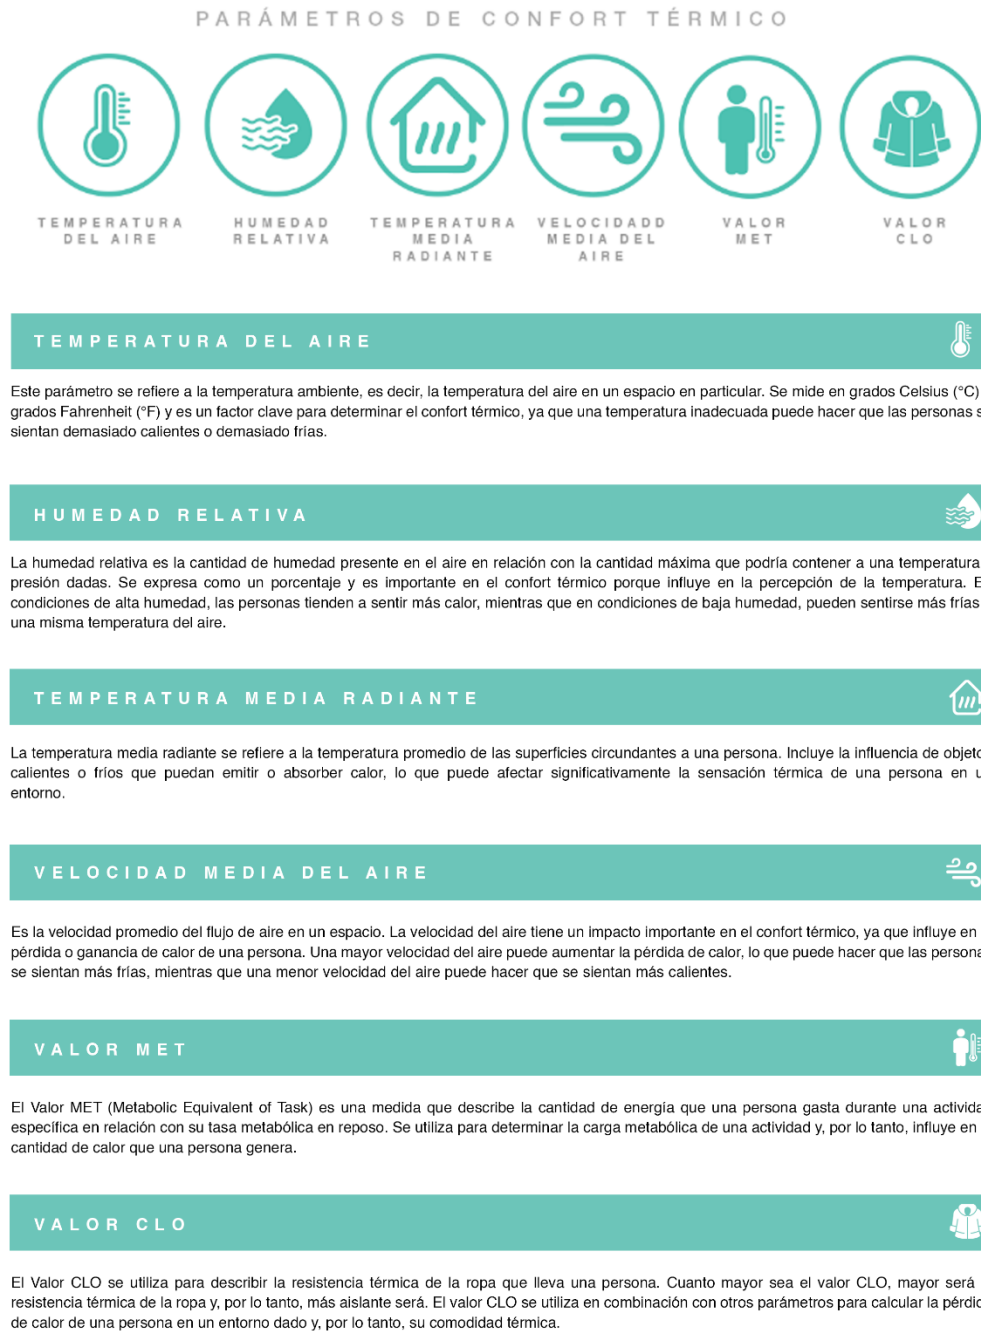 PARÁMETROS DE CONFORT TÉRMICO
TEMPERATURA
DEL AIRE
HUMEDAD
RELATIVA
TEMPERATURA
MEDIA
RADIANTE
VELOCIDADD
MEDIA DEL
AIRE
VALOR
MET
VALOR
CLO
TEMPERATURA DEL AIRE
Este parámetro se refiere a la temperatura ambiente, es decir, la temperatura del aire en un espacio en particular. Se mide en grados Celsius (°C)
grados Fahrenheit (°F) y es un factor clave para determinar el confort térmico, ya que una temperatura inadecuada puede hacer que las personas
sientan demasiado calientes o demasiado frías.
HUMEDAD RELATIVA
La humedad relativa es la cantidad de humedad presente en el aire en relación con la cantidad máxima que podría contener a una temperatura
presión dadas. Se expresa como un porcentaje y es importante en el confort térmico porque influye en la percepción de la temperatura.
condiciones de alta humedad, las personas tienden a sentir más calor, mientras que en condiciones de baja humedad, pueden sentirse más frías
una misma temperatura del aire.
TEMPERATURA MEDIA RADIANTE
La temperatura media radiante se refiere a la temperatura promedio de las superficies circundantes a una persona. Incluye la influencia de
calientes o fríos que puedan emitir o absorber calor, lo que puede afectar significativamente la sensación térmica de una persona en
entorno.
VELOCIDAD MEDIA DEL AIRE
Es la velocidad promedio del flujo de aire en un espacio. La velocidad del aire tiene un impacto importante en el confort térmico, ya que influye en
pérdida o ganancia de calor de una persona. Una mayor velocidad del aire puede aumentar la pérdida de calor, lo que puede hacer que las
se sientan más frías, mientras que una menor velocidad del aire puede hacer que se sientan más calientes.
VALOR MET
El Valor MET (Metabolic Equivalent of Task) es una medida que describe la cantidad de energía que una persona gasta durante una
específica en relación con su tasa metabólica en reposo. Se utiliza para determinar la carga metabólica de una actividad y, por lo tanto, influye en
cantidad de calor que una persona genera.
VALOR CLO
El Valor CLO se utiliza para describir la resistencia térmica de la ropa que lleva una persona. Cuanto mayor sea el valor CLO, mayor será
resistencia térmica de la ropa y, por lo tanto, más aislante será. El valor CLO se utiliza en combinación con otros parámetros para calcular la
de calor de una persona en un entorno dado y, por lo tanto, su comodidad térmica.